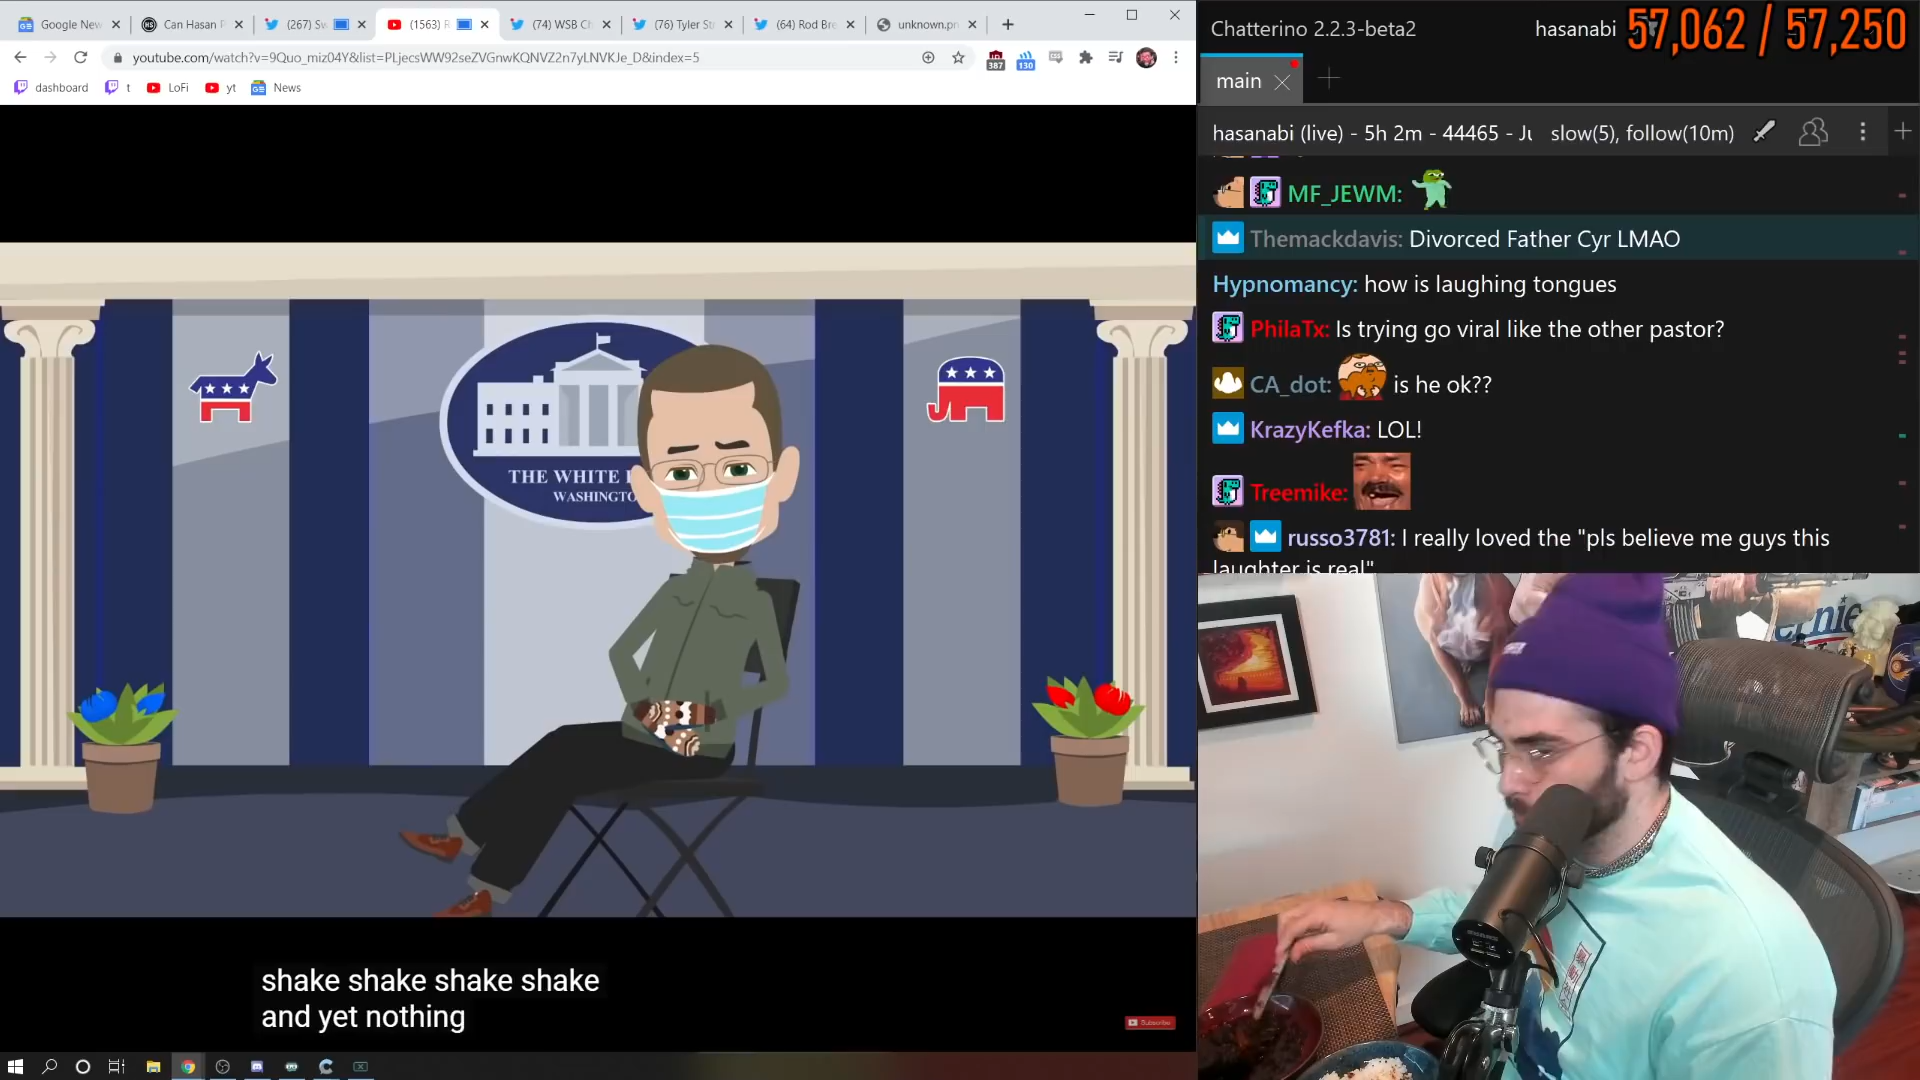 Google New
Can Hasan P
(267) Sw
(1563) R
(74) WSB Ch
(76) Tyler St
(64) Rod Bre
unknown.pn
youtube.com/watch?v=9Quo_miz04Y&list=PLjecsWW92seZVGnwKQNVZ2n7yLNVKJe_D&index=5
387
130
dashboard
t
LoFi
yt
News
THE WHITE
WASHINGTO
shake shake shake shake
and yet nothing
Subscribe
Chatterino 2.2.3-beta2
hasanabi
57,062 / 57,250
main
hasanabi (live) - 5h 2m - 44465 - Ju
slow(5), follow(10m)
MF_JEWM:
Themackdavis: Divorced Father Cyr LMAO
Hypnomancy: how is laughing tongues
PhilaTx: Is trying go viral like the other pastor?
CA_dot: is he ok??
KrazyKefka: LOL!
Treemike:
russo3781: I really loved the "pls believe me guys this
laughter is real"
ernie